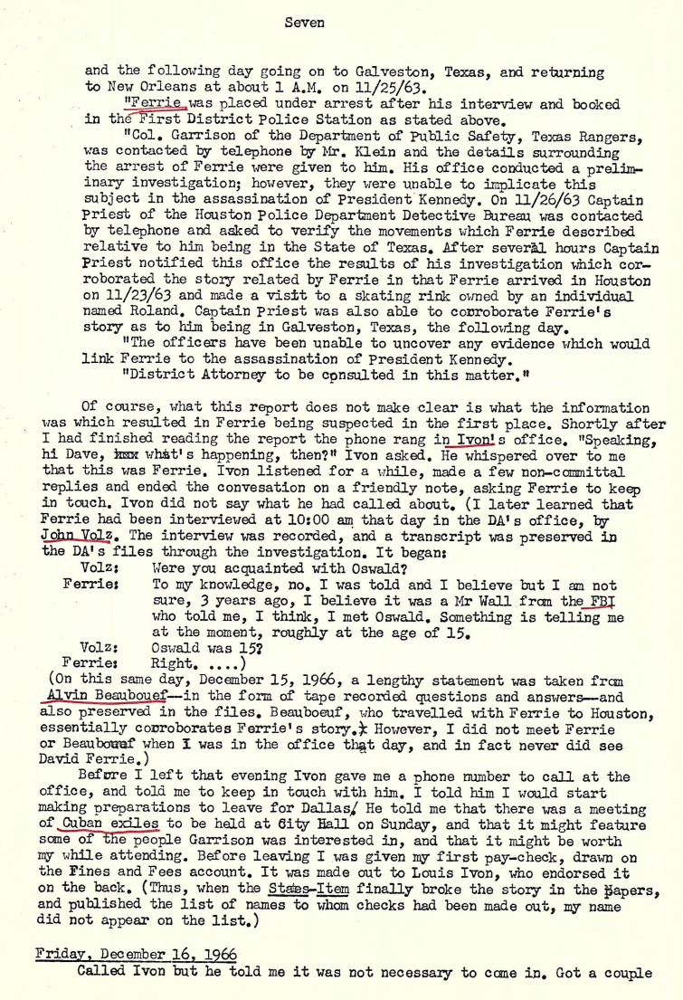 Seven
and the following day going on to Galveston, Texas, and returning
to New Orleans at about 1 A.M. on 11/25/63.
"Ferrie was placed under arrest after his interview and booked
in the First District Police Station as stated above.
"Col. Garrison of the Department of Public Safety, Texas Rangers,
was contacted by telephone by Mr. Klein and the details surrounding
the arrest of Ferrie were given to him. His office conducted a prelim-
inary investigation; however, they were unable to implicate this
subject in the assassination of President Kennedy. On 11/26/63 Captain
Priest of the Houston Police Department Detective Bureau was contacted
by telephone and asked to verify the movements which Ferrie described
relative to him being in the State of Texas. After several hours Captain
Priest notified this office the results of his investigation which cor-
roborated the story related by Ferrie in that Ferrie arrived in Houston
on 11/23/63 and made a visit to a skating rink owned by an individual
named Roland. Captain Priest was also able to corroborate Ferrie's
story as to him being in Galveston, Texas, the following day.
"The officers have been unable to uncover any evidence which would
link Ferrie to the assassination of President Kennedy.
"District Attorney to be consulted in this matter."
Of course, what this report does not make clear is what the information
was which resulted in Ferrie being suspected in the first place. Shortly after
I had finished reading the report the phone rang in Ivon's office. "Speaking,
hi Dave, what's happening, then?" Ivon asked. He whispered over to me
that this was Ferrie. Ivon listened for a while, made a few non-committal
replies and ended the convesation on a friendly note, asking Ferrie to keep
in touch. Ivon did not say what he had called about. (I later learned that
Ferrie had been interviewed at 10:00 am that day in the DA's office, by
John Volz. The interview was recorded, and a transcript was preserved in
the DA's files through the investigation. It began:
Volz: Were you acquainted with Oswald?
Ferrie: To my knowledge, no. I was told and I believe but I am not
sure, 3 years ago, I believe it was a Mr Wall from the FBI
who told me, I think, I met Oswald. Something is telling me
at the moment, roughly at the age of 15.
Volz: Oswald was 15?
Ferrie: Right. ....)
(On this same day, December 15, 1966, a lengthy statement was taken from
Alvin Beaubouef—in the form of tape recorded questions and answers—and
also preserved in the files. Beaubœuf, who travelled with Ferrie to Houston,
essentially corroborates Ferrie's story. However, I did not meet Ferrie
or Beaubouef when I was in the office that day, and in fact never did see
David Ferrie.)
Before I left that evening Ivon gave me a phone number to call at the
office, and told me to keep in touch with him. I told him I would start
making preparations to leave for Dallas/ He told me that there was a meeting
of Cuban exiles to be held at City Hall on Sunday, and that it might feature
some of the people Garrison was interested in, and that it might be worth
my while attending. Before leaving I was given my first pay-check, drawn on
the Fines and Fees account. It was made out to Louis Ivon, who endorsed it
on the back. (Thus, when the States-Item finally broke the story in the papers,
and published the list of names to whom checks had been made out, my name
did not appear on the list.)
Friday, December 16, 1966
Called Ivon but he told me it was not necessary to come in. Got a couple